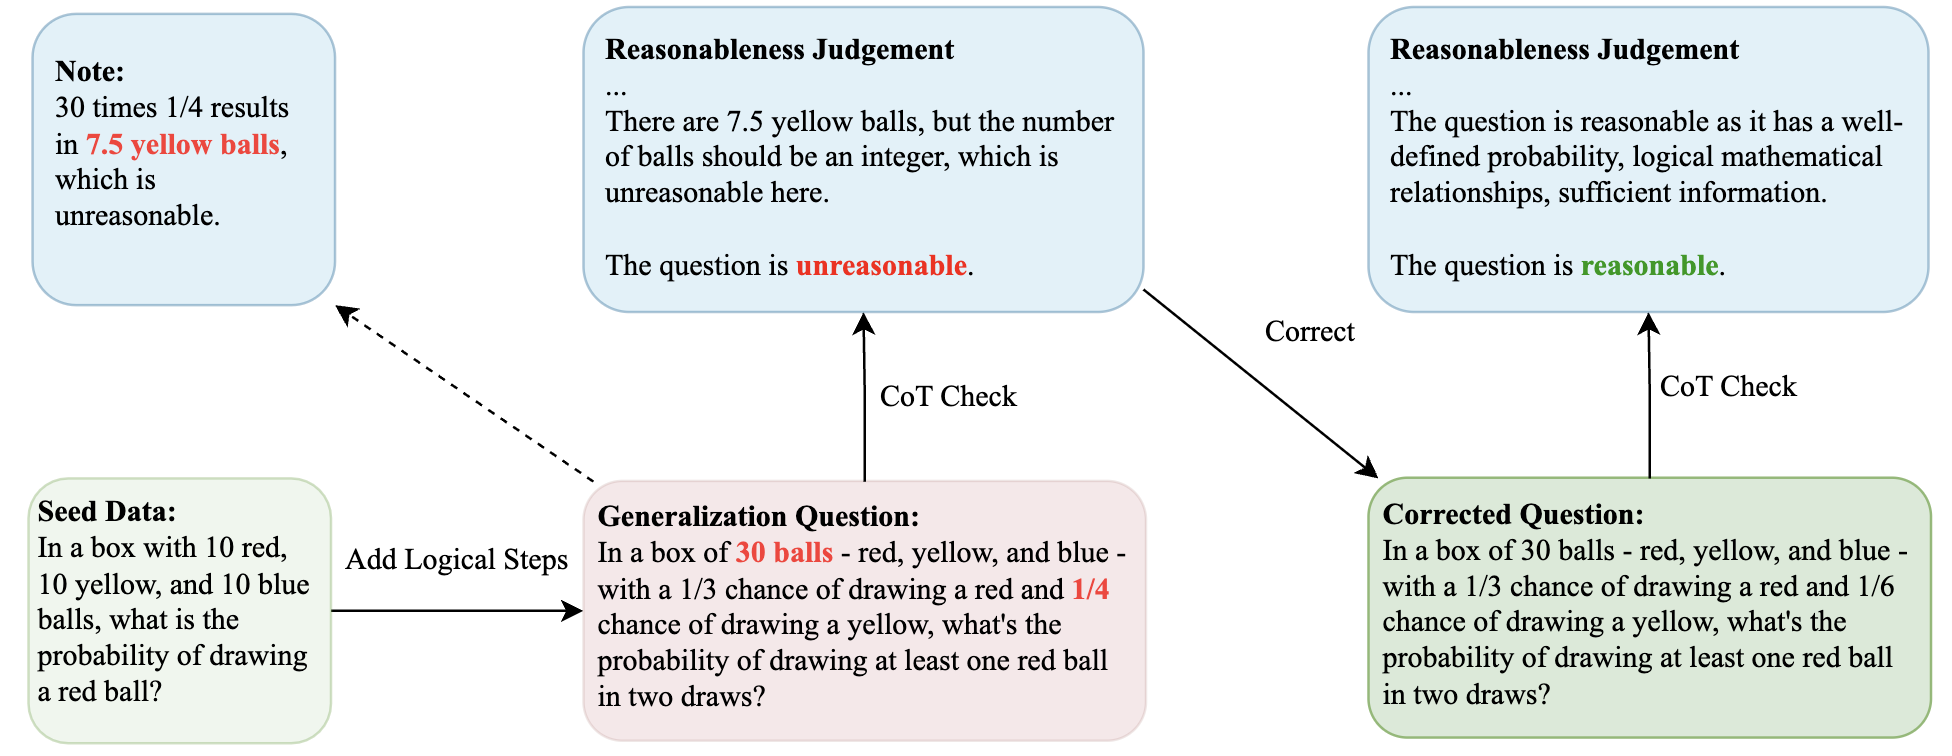 Note:
30 times 1/4 results
in 7.5 yellow balls,
which is
unreasonable.
Reasonableness Judgement
...
There are 7.5 yellow balls, but the number
of balls should be an integer, which is
unreasonable here.
The question is unreasonable.
Reasonableness Judgement
...
The question is reasonable as it has a well-
defined probability, logical mathematical
relationships, sufficient information.
The question is reasonable.
Correct
CoT Check
CoT Check
Seed Data:
In a box with 10 red,
10 yellow, and 10 blue
balls, what is the
probability of drawing
a red ball?
Add Logical Steps
Generalization Question:
In a box of 30 balls - red, yellow, and blue -
with a 1/3 chance of drawing a red and 1/4
chance of drawing a yellow, what's the
probability of drawing at least one red ball
in two draws?
Corrected Question:
In a box of 30 balls - red, yellow, and blue -
with a 1/3 chance of drawing a red and 1/6
chance of drawing a yellow, what's the
probability of drawing at least one red ball
in two draws?